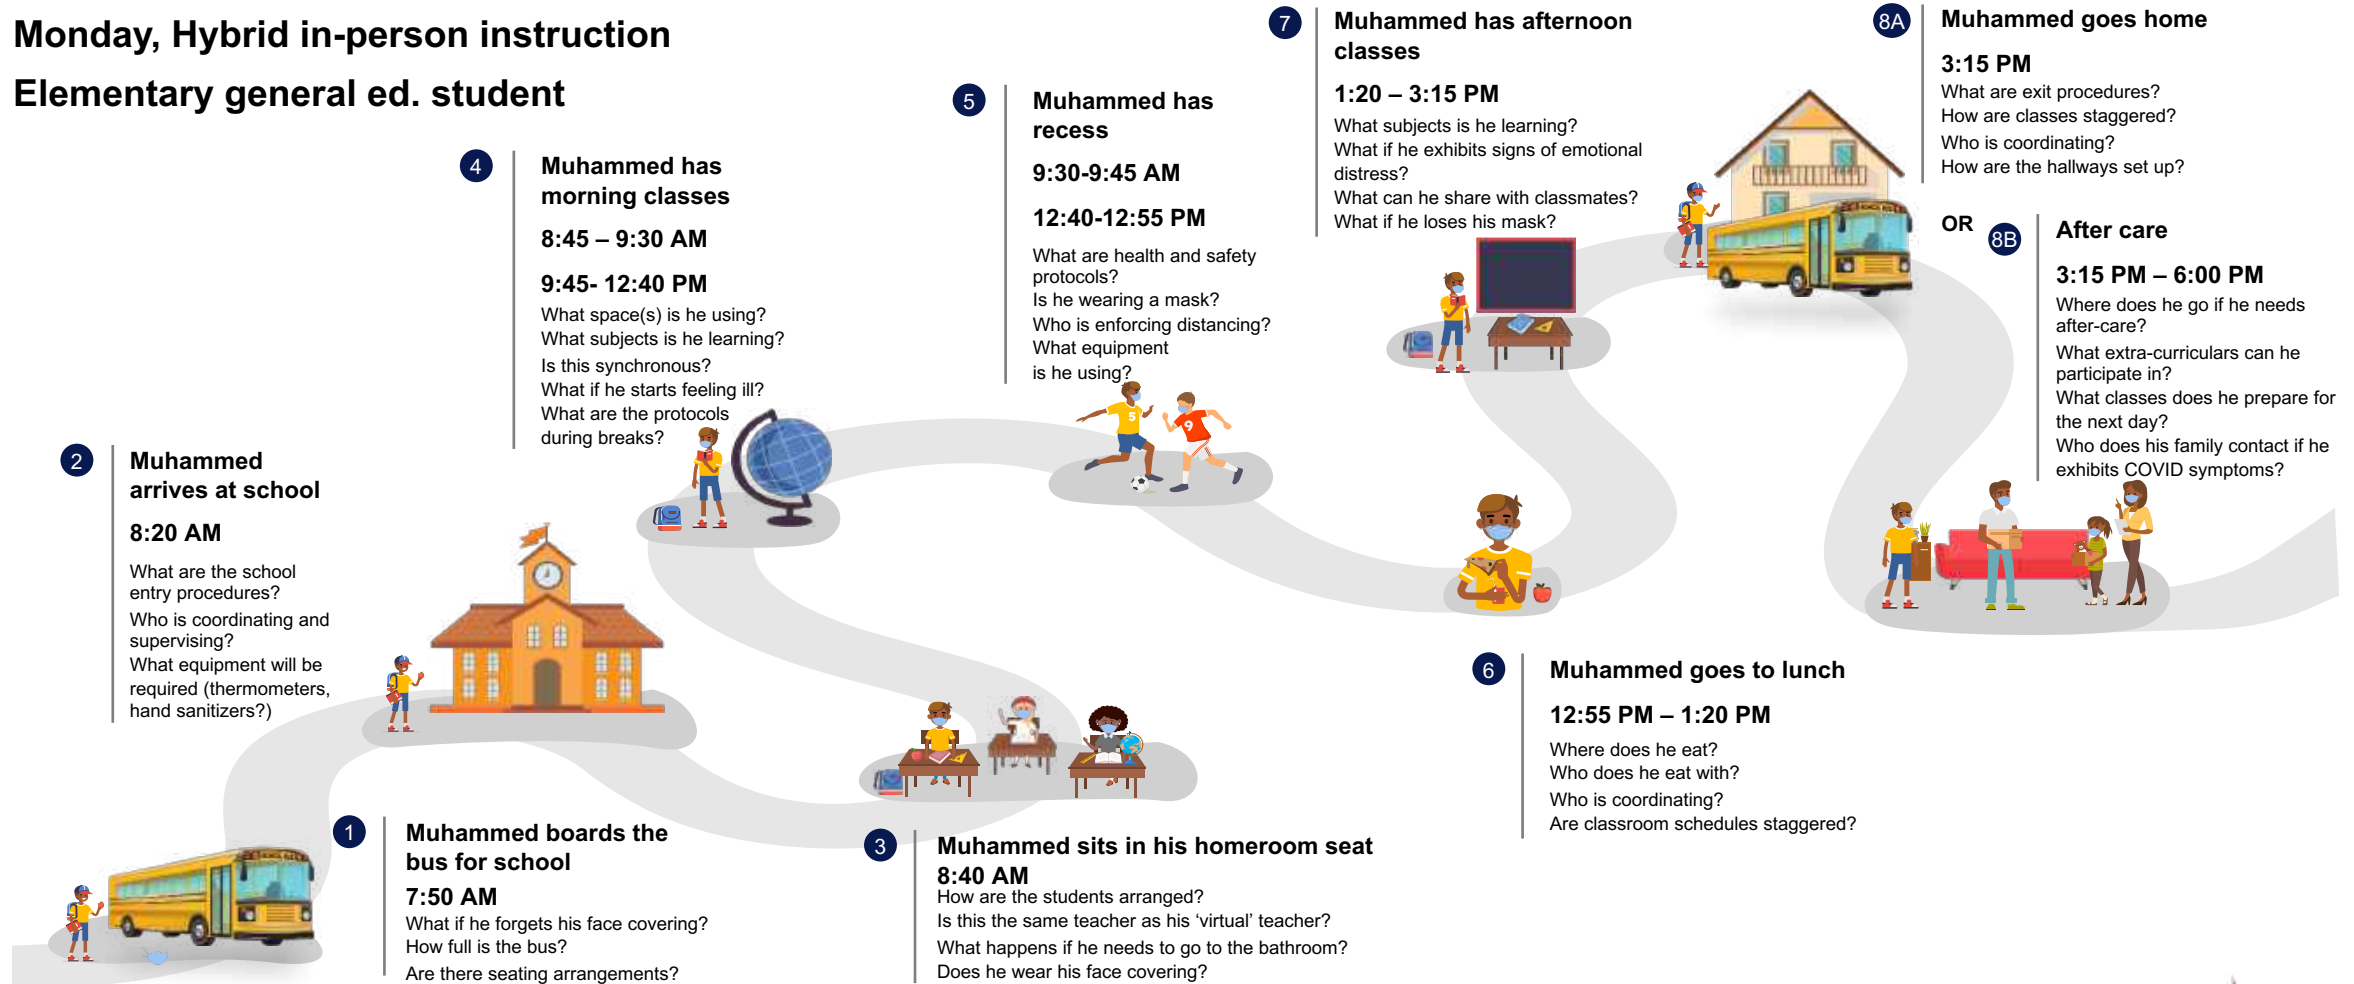 Monday, Hybrid in-person instruction
Elementary general ed. student
1
Muhammed boards the
bus for school
7:50 AM
What if he forgets his face covering?
How full is the bus?
Are there seating arrangements?
2
Muhammed
arrives at school
8:20 AM
What are the school
entry procedures?
Who is coordinating and
supervising?
What equipment will be
required (thermometers,
hand sanitizers?)
3
Muhammed sits in his homeroom seat
8:40 AM
How are the students arranged?
Is this the same teacher as his ‘virtual’ teacher?
What happens if he needs to go to the bathroom?
Does he wear his face covering?
4
Muhammed has
morning classes
8:45 – 9:30 AM
9:45- 12:40 PM
What space(s) is he using?
What subjects is he learning?
Is this synchronous?
What if he starts feeling ill?
What are the protocols
during breaks?
5
Muhammed has
recess
9:30-9:45 AM
12:40-12:55 PM
What are health and safety
protocols?
Is he wearing a mask?
Who is enforcing distancing?
What equipment
is he using?
5
9
6
Muhammed goes to lunch
12:55 PM – 1:20 PM
Where does he eat?
Who does he eat with?
Who is coordinating?
Are classroom schedules staggered?
7
Muhammed has afternoon
classes
1:20 – 3:15 PM
What subjects is he learning?
What if he exhibits signs of emotional
distress?
What can he share with classmates?
What if he loses his mask?
8A
Muhammed goes home
3:15 PM
What are exit procedures?
How are classes staggered?
Who is coordinating?
How are the hallways set up?
OR
8B
After care
3:15 PM – 6:00 PM
Where does he go if he needs
after-care?
What extra-curriculars can he
participate in?
What classes does he prepare for
the next day?
Who does his family contact if he
exhibits COVID symptoms?